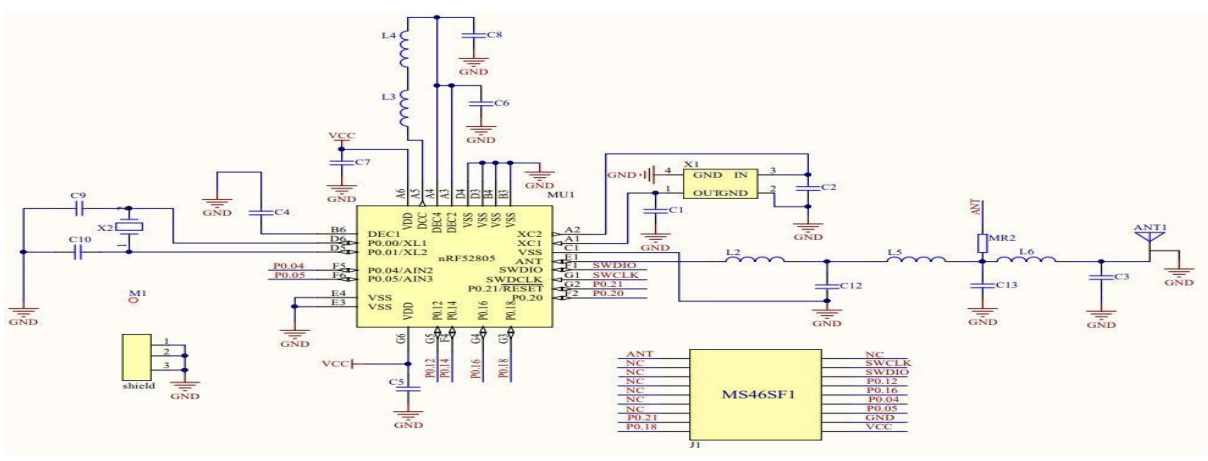 L4
C8
GND
L3
C6
GND
VCC
C7
GND
A6 A5 A4 A3 D4 D3 B4 B3
GND
MU1
VDD DCC DEC4 DEC2 VSS VSS VSS VSS
GND 4 X1 3
GND IN
1 OUTGND 2
C2
GND
C1
GND
C9
GND
C4
X2 2
1
C10
B6 DEC1
D6 P0.00/XL1
D5 P0.01/XL2
nRF52805
XC2 A2
XC1 A1
VSS C1
ANT E1
SWDIO F1 SWDIO
SWDCLK G1 SWCLK
P0.21/RESET G2 P0.21
P0.20 F2 P0.20
P0.04 F5 P0.04/AIN2
P0.05 F6 P0.05/AIN3
E4 VSS
E3 VSS
VDD P0.12 P0.14 P0.16 P0.18
G6 G5 F4 G4 G3
P0.12 P0.14 P0.16 P0.18
GND
M1
GND
VCC
C5
GND
L2
C12
GND
L5
ANT
MR2
C13
GND
L6
C3
GND
ANT1
GND
1
2
3
shield
GND
ANT NC
NC SWCLK
NC SWDIO
NC P0.12
NC P0.16
NC P0.04
NC P0.05
P0.21 GND
P0.18 VCC
MS46SF1
J1